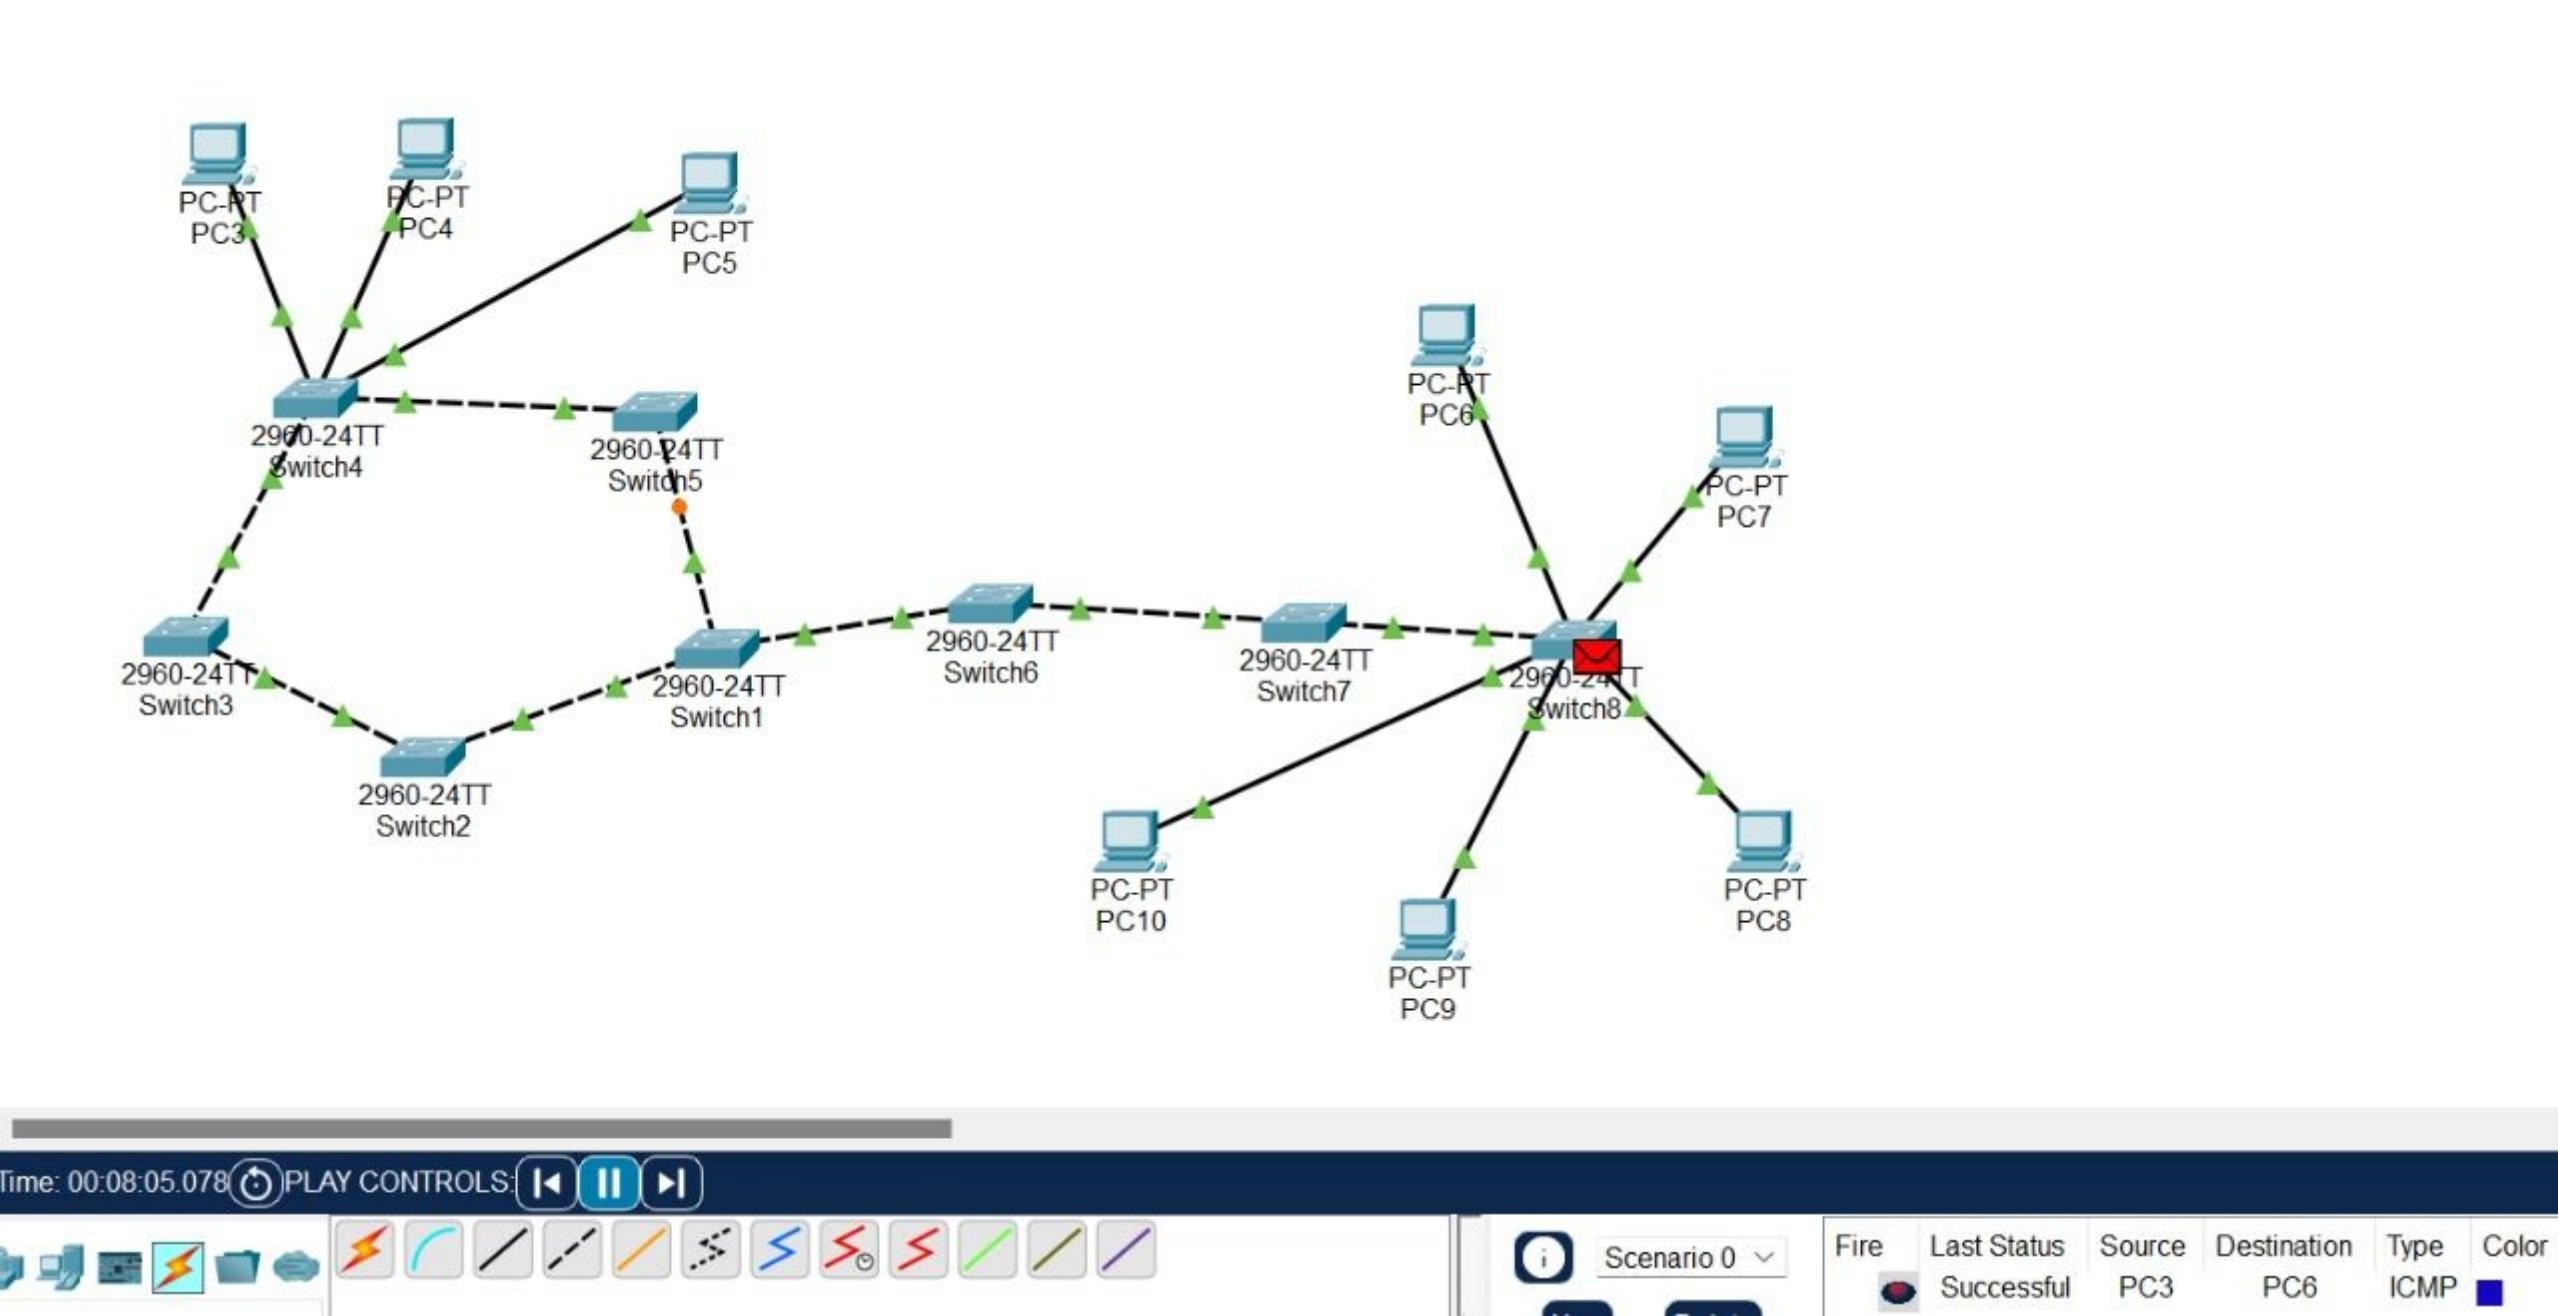 PC-PT
PC3
PC-PT
PC4
PC-PT
PC5
2960-24TT
Switch4
2960-24TT
Switch5
PC-PT
PC6
PC-PT
PC7
2960-24TT
Switch3
2960-24TT
Switch2
2960-24TT
Switch1
2960-24TT
Switch6
2960-24TT
Switch7
2960-24TT
Switch8
PC-PT
PC10
PC-PT
PC9
PC-PT
PC8
Time: 00:08:05.078 PLAY CONTROLS:
Scenario 0
Fire Last Status Source Destination Type Color
Successful PC3 PC6 ICMP